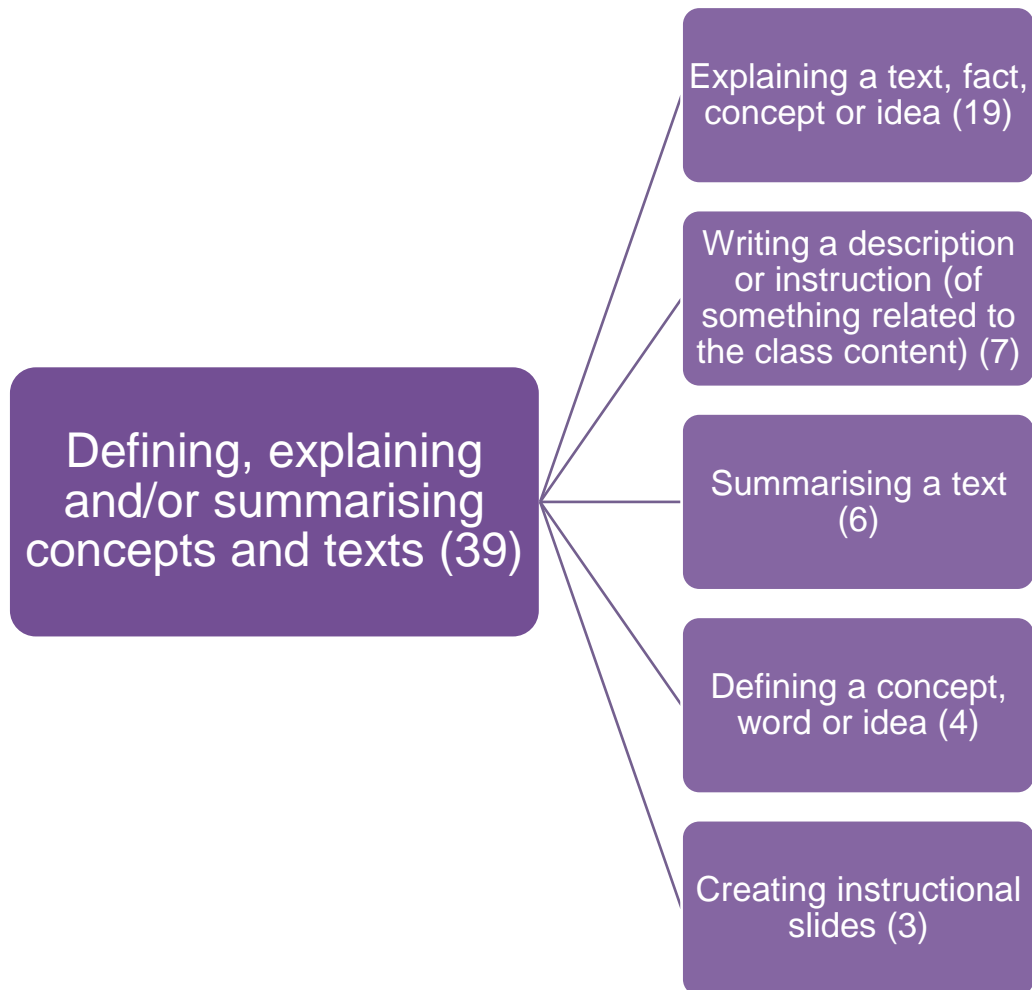 Defining, explaining
and/or summarising
concepts and texts (39)
Explaining a text, fact,
concept or idea (19)
Writing a description
or instruction (of
something related to
the class content) (7)
Summarising a text
(6)
Defining a concept,
word or idea (4)
Creating instructional
slides (3)